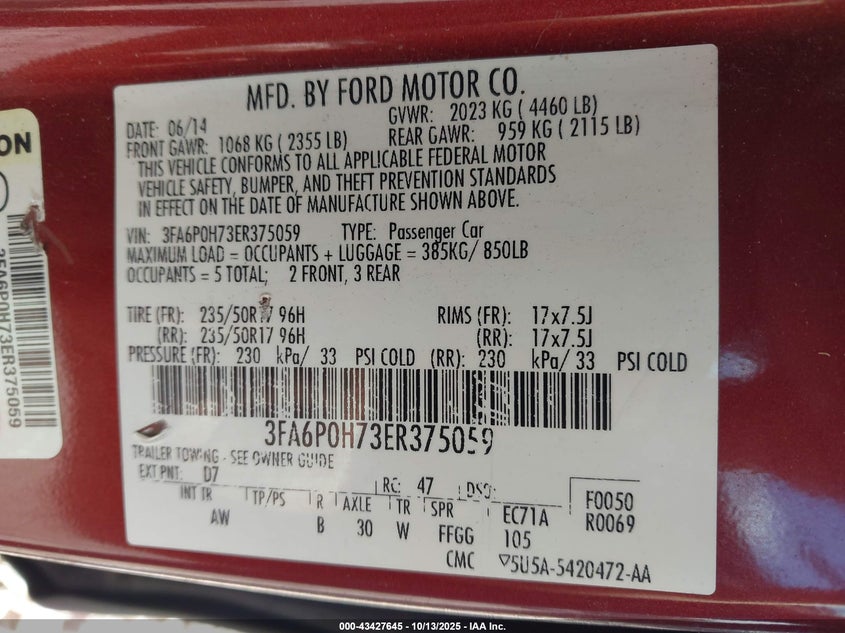 MFD. BY FORD MOTOR CO.
DATE: 06/14 GVWR: 2023 KG ( 4460 LB)
FRONT GAWR: 1068 KG ( 2355 LB) REAR GAWR: 959 KG ( 2115 LB)
THIS VEHICLE CONFORMS TO ALL APPLICABLE FEDERAL MOTOR
VEHICLE SAFETY, BUMPER, AND THEFT PREVENTION STANDARDS
IN EFFECT ON THE DATE OF MANUFACTURE SHOWN ABOVE.
VIN: 3FA6P0H73ER375059 TYPE: Passenger Car
MAXIMUM LOAD = OCCUPANTS + LUGGAGE = 385KG/ 850LB
OCCUPANTS = 5 TOTAL; 2 FRONT, 3 REAR
TIRE (FR): 235/50R17 96H RIMS (FR): 17x7.5J
(RR): 235/50R17 96H (RR): 17x7.5J
PRESSURE (FR): 230 kPa/ 33 PSI COLD (RR): 230 kPa/ 33 PSI COLD
3FA6P0H73ER375059
TRAILER TOWING - SEE OWNER GUIDE
EXT PNT: D7 RC: 47 DSO: F0050
INT TR TP/PS R AXLE TR SPR EC71A R0069
AW B 30 W FFGG 105
CMC 5U5A-5420472-AA
ON
3FA6P0H73ER375059
000-43427645 - 10/13/2025 - IAA Inc.